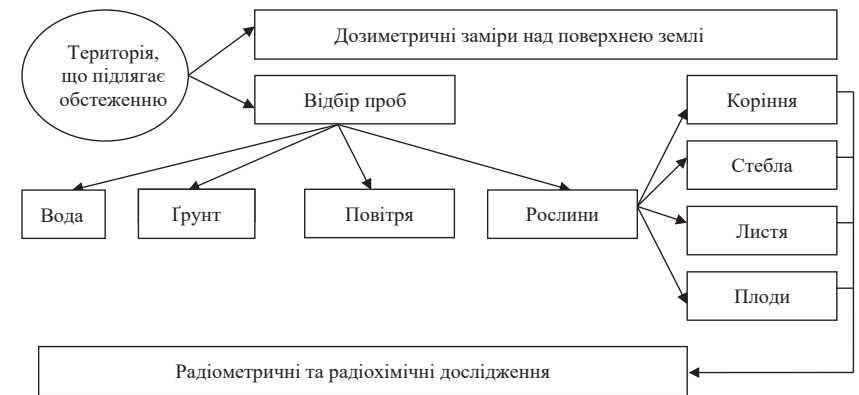 Територія,
що підлягає
обстеженню
Дозиметричні заміри над поверхнею землі
Відбір проб
Вода
Ґрунт
Повітря
Рослини
Коріння
Стебла
Листя
Плоди
Радіометричні та радіохімічні дослідження